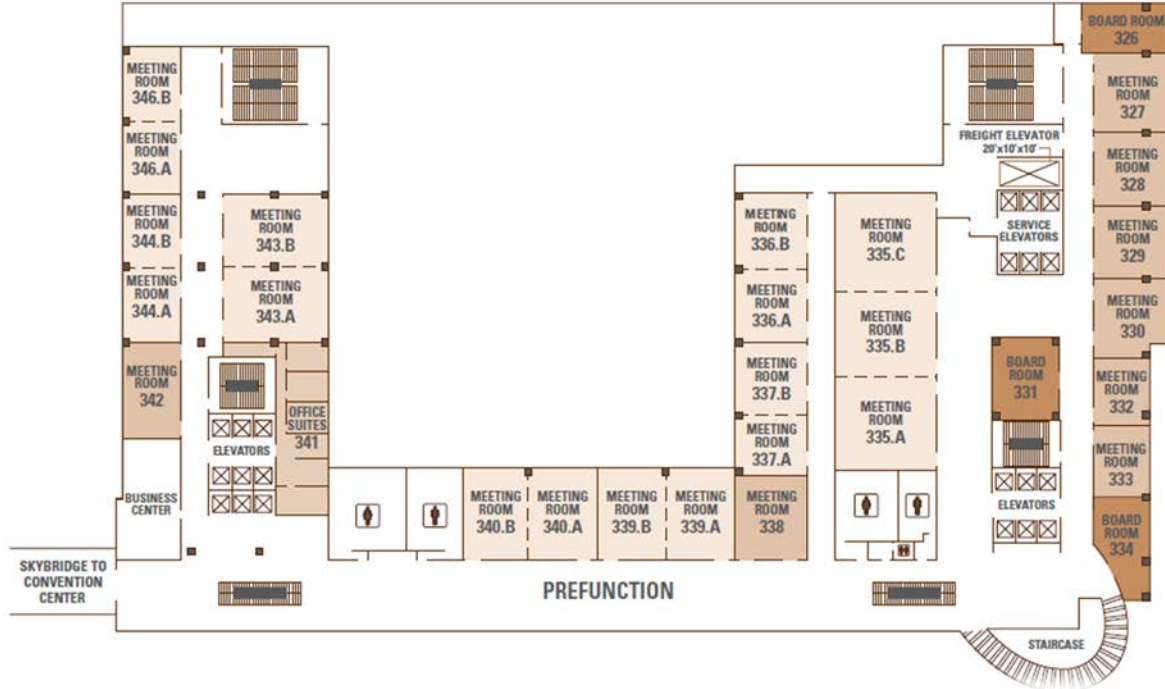 BOARD ROOM
326
MEETING
ROOM
346.B
MEETING
ROOM
327
MEETING
ROOM
346.A
FREIGHT ELEVATOR
20'x10'x10'
MEETING
ROOM
328
MEETING
ROOM
344.B
MEETING
ROOM
343.B
MEETING
ROOM
336.B
MEETING
ROOM
335.C
SERVICE
ELEVATORS
MEETING
ROOM
329
MEETING
ROOM
344.A
MEETING
ROOM
343.A
MEETING
ROOM
336.A
MEETING
ROOM
335.B
MEETING
ROOM
330
MEETING
ROOM
342
OFFICE
SUITES
341
MEETING
ROOM
337.B
BOARD
ROOM
331
MEETING
ROOM
332
MEETING
ROOM
335.A
ELEVATORS
MEETING
ROOM
337.A
MEETING
ROOM
333
BUSINESS
CENTER
MEETING
ROOM
340.B
MEETING
ROOM
340.A
MEETING
ROOM
339.B
MEETING
ROOM
339.A
MEETING
ROOM
338
ELEVATORS
BOARD
ROOM
334
SKYBRIDGE TO
CONVENTION
CENTER
PREFUNCTION
STAIRCASE